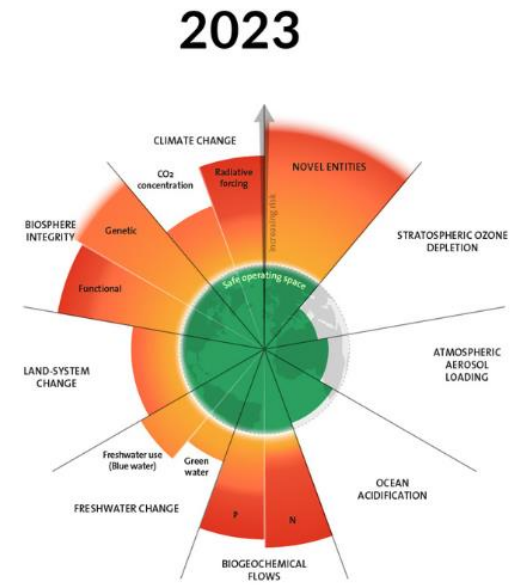 2023
CLIMATE CHANGE
CO2
concentration
Radiative
forcing
NOVEL ENTITIES
Increasing risk
BIOSPHERE
INTEGRITY
Genetic
Functional
STRATOSPHERIC OZONE
DEPLETION
Safe operating space
ATMOSPHERIC
AEROSOL
LOADING
LAND-SYSTEM
CHANGE
Freshwater use
(Blue water)
Green
water
FRESHWATER CHANGE
OCEAN
ACIDIFICATION
P
N
BIOGEOCHEMICAL
FLOWS